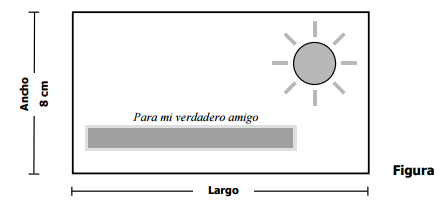 Ancho
8 cm
Para mi verdadero amigo
Figura
Largo